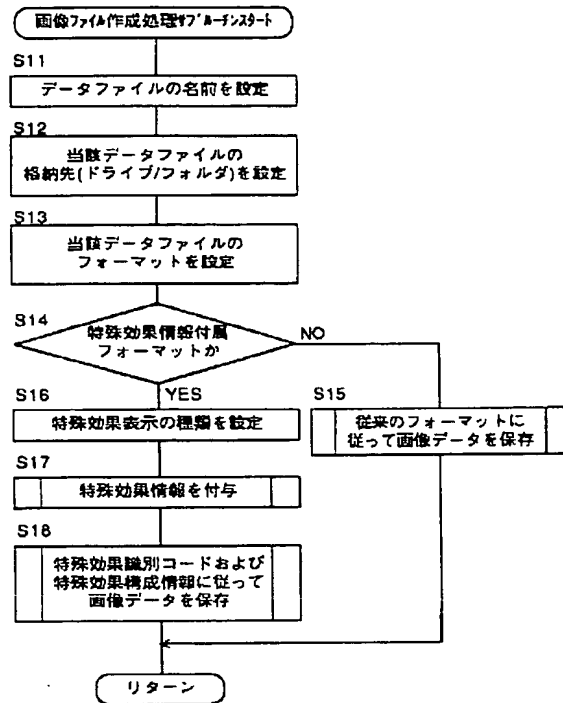 画像ファイル作成処理サブルーチンスタート
S11
データファイルの名前を設定
S12
当該データファイルの
格納先(ドライブ/フォルダ)を設定
S13
当該データファイルの
フォーマットを設定
S14
特殊効果情報付属
フォーマットか
NO
YES
S15
従来のフォーマットに
従って画像データを保存
S16
特殊効果表示の種類を設定
S17
特殊効果情報を付与
S18
特殊効果識別コードおよび
特殊効果構成情報に従って
画像データを保存
リターン